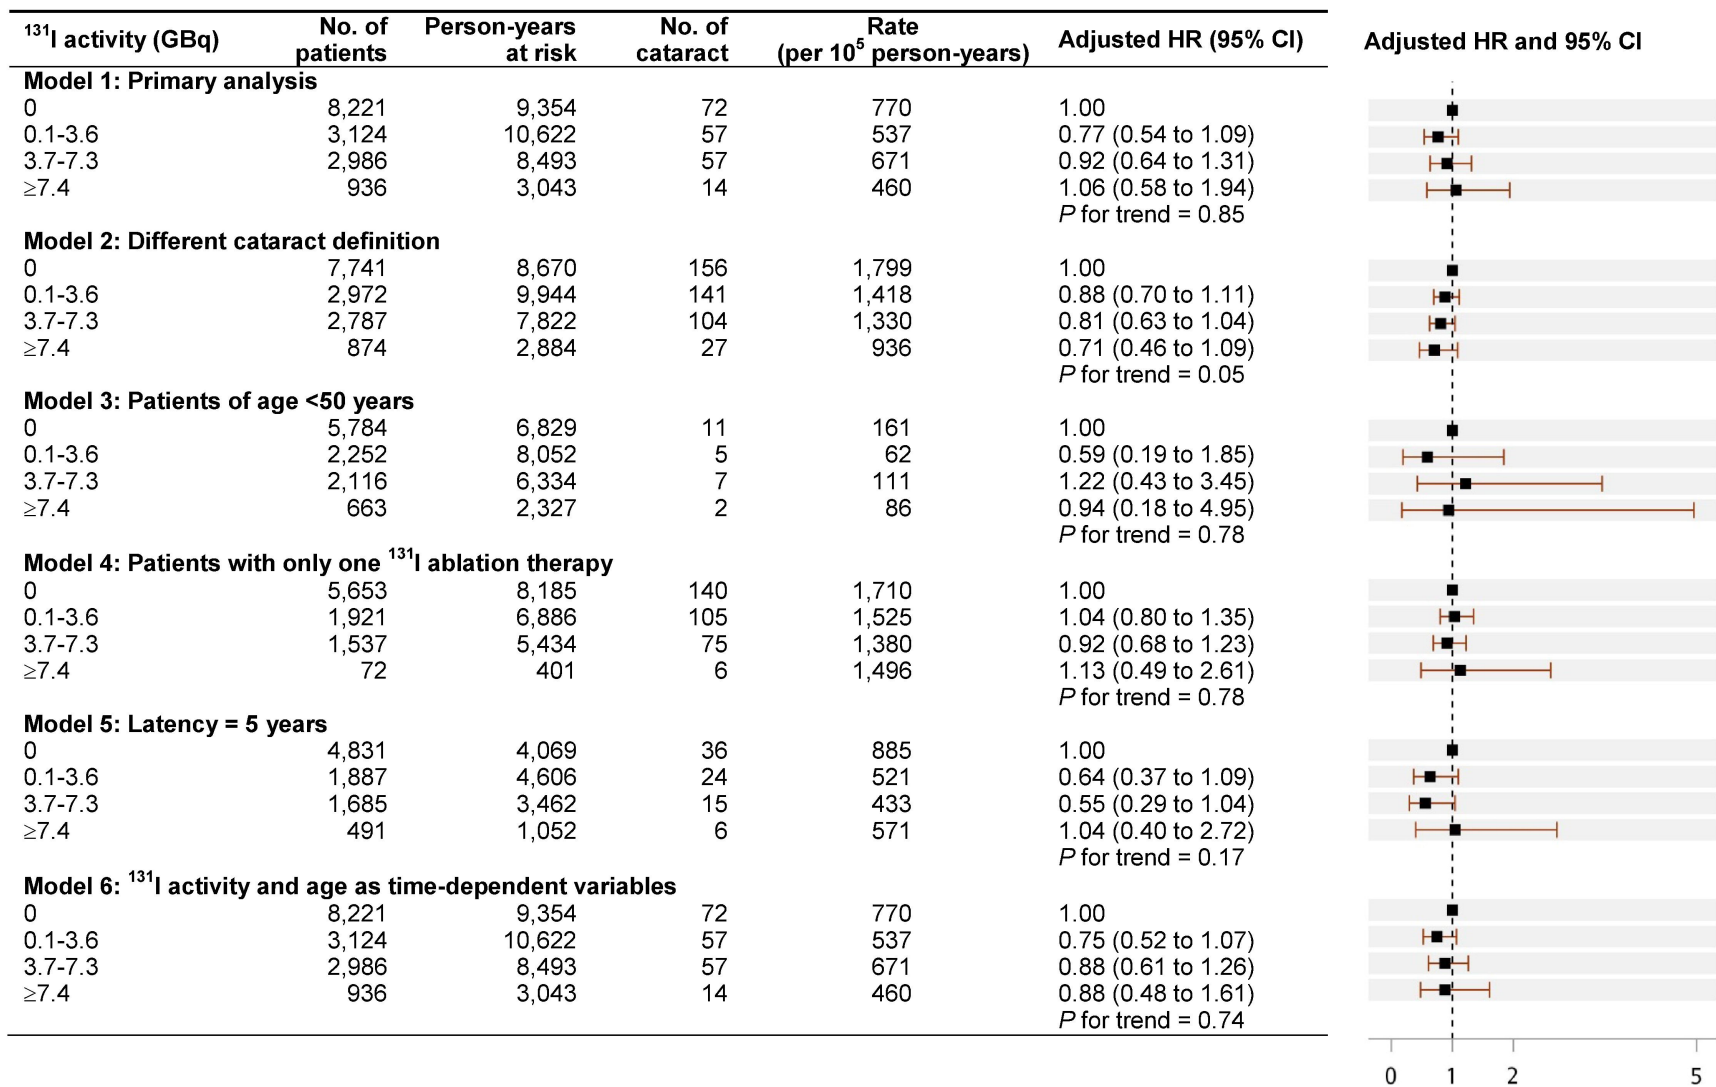 ¹³¹I activity (GBq) No. of patients Person-years at risk No. of cataract Rate (per 10⁵ person-years) Adjusted HR (95% CI) Adjusted HR and 95% CI
Model 1: Primary analysis
0 8,221 9,354 72 770 1.00
0.1-3.6 3,124 10,622 57 537 0.77 (0.54 to 1.09)
3.7-7.3 2,986 8,493 57 671 0.92 (0.64 to 1.31)
≥7.4 936 3,043 14 460 1.06 (0.58 to 1.94)
P for trend = 0.85
Model 2: Different cataract definition
0 7,741 8,670 156 1,799 1.00
0.1-3.6 2,972 9,944 141 1,418 0.88 (0.70 to 1.11)
3.7-7.3 2,787 7,822 104 1,330 0.81 (0.63 to 1.04)
≥7.4 874 2,884 27 936 0.71 (0.46 to 1.09)
P for trend = 0.05
Model 3: Patients of age <50 years
0 5,784 6,829 11 161 1.00
0.1-3.6 2,252 8,052 5 62 0.59 (0.19 to 1.85)
3.7-7.3 2,116 6,334 7 111 1.22 (0.43 to 3.45)
≥7.4 663 2,327 2 86 0.94 (0.18 to 4.95)
P for trend = 0.78
Model 4: Patients with only one ¹³¹I ablation therapy
0 5,653 8,185 140 1,710 1.00
0.1-3.6 1,921 6,886 105 1,525 1.04 (0.80 to 1.35)
3.7-7.3 1,537 5,434 75 1,380 0.92 (0.68 to 1.23)
≥7.4 72 401 6 1,496 1.13 (0.49 to 2.61)
P for trend = 0.78
Model 5: Latency = 5 years
0 4,831 4,069 36 885 1.00
0.1-3.6 1,887 4,606 24 521 0.64 (0.37 to 1.09)
3.7-7.3 1,685 3,462 15 433 0.55 (0.29 to 1.04)
≥7.4 491 1,052 6 571 1.04 (0.40 to 2.72)
P for trend = 0.17
Model 6: ¹³¹I activity and age as time-dependent variables
0 8,221 9,354 72 770 1.00
0.1-3.6 3,124 10,622 57 537 0.75 (0.52 to 1.07)
3.7-7.3 2,986 8,493 57 671 0.88 (0.61 to 1.26)
≥7.4 936 3,043 14 460 0.88 (0.48 to 1.61)
P for trend = 0.74
0 1 2 5